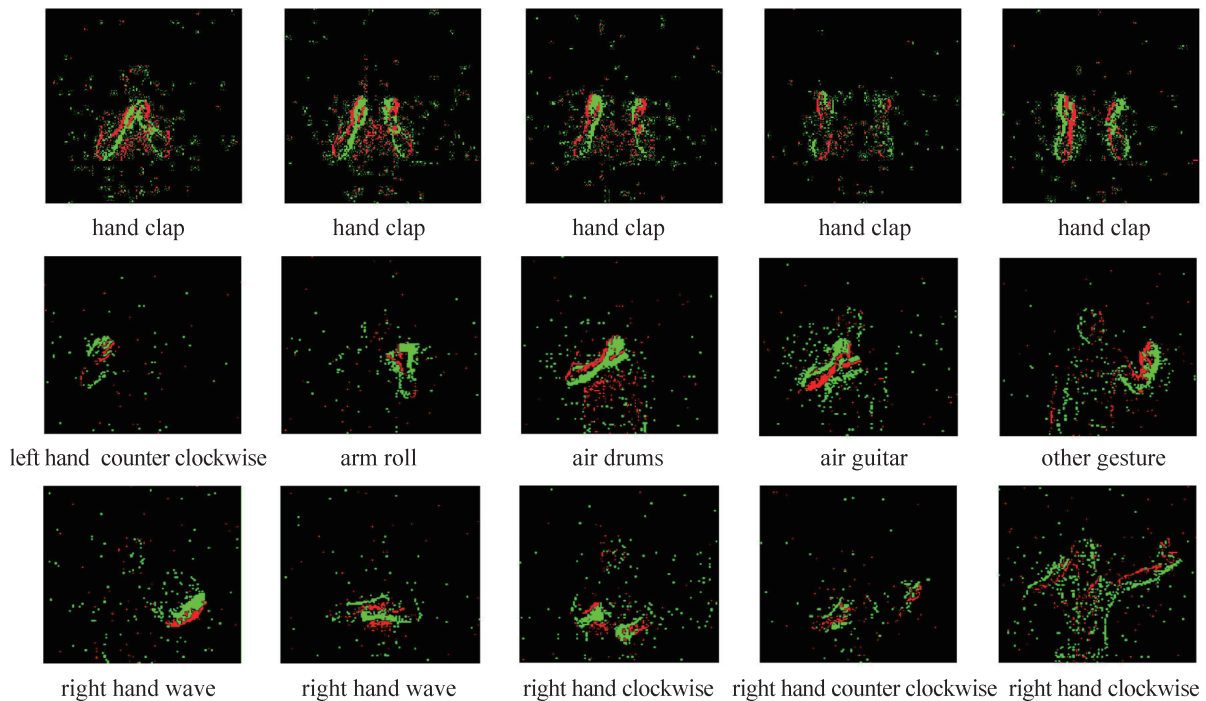 hand clap
hand clap
hand clap
hand clap
hand clap
left hand counter clockwise
arm roll
air drums
air guitar
other gesture
right hand wave
right hand wave
right hand clockwise
right hand counter clockwise
right hand clockwise